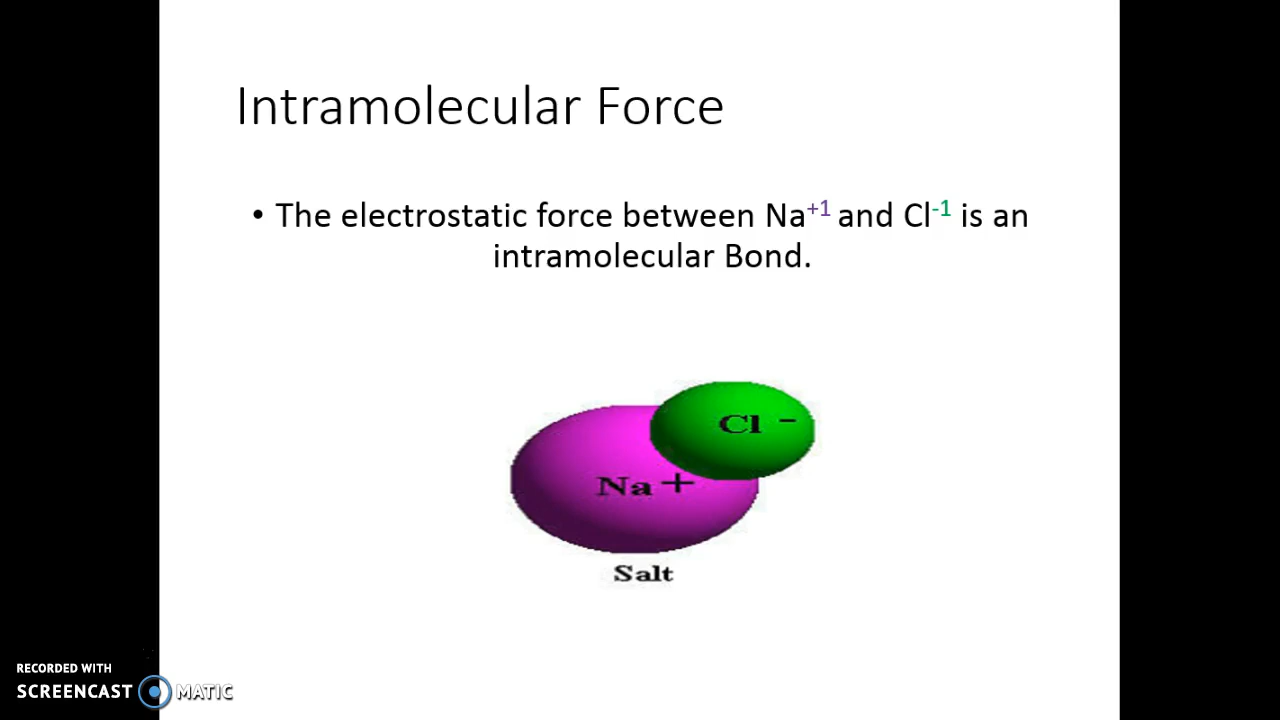 Intramolecular Force
• The electrostatic force between Na+1 and Cl-1 is an
intramolecular Bond.
Cl -
Na +
Salt
RECORDED WITH
SCREENCAST MATIC